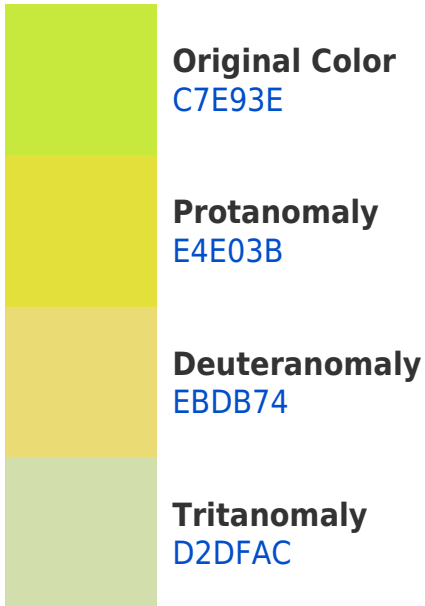 Original Color
C7E93E
Protanomaly
E4E03B
Deuteranomaly
EBDB74
Tritanomaly
D2DFAC